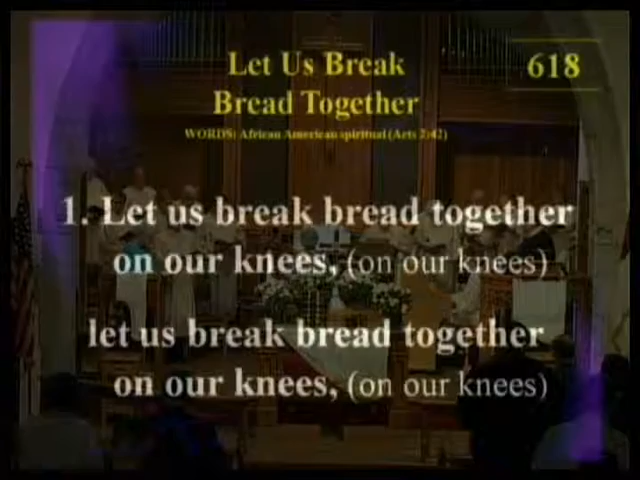 Let Us Break
Bread Together
618
WORDS: African American spiritual (Acts 2:42)
1. Let us break bread together
on our knees, (on our knees)
let us break bread together
on our knees, (on our knees)